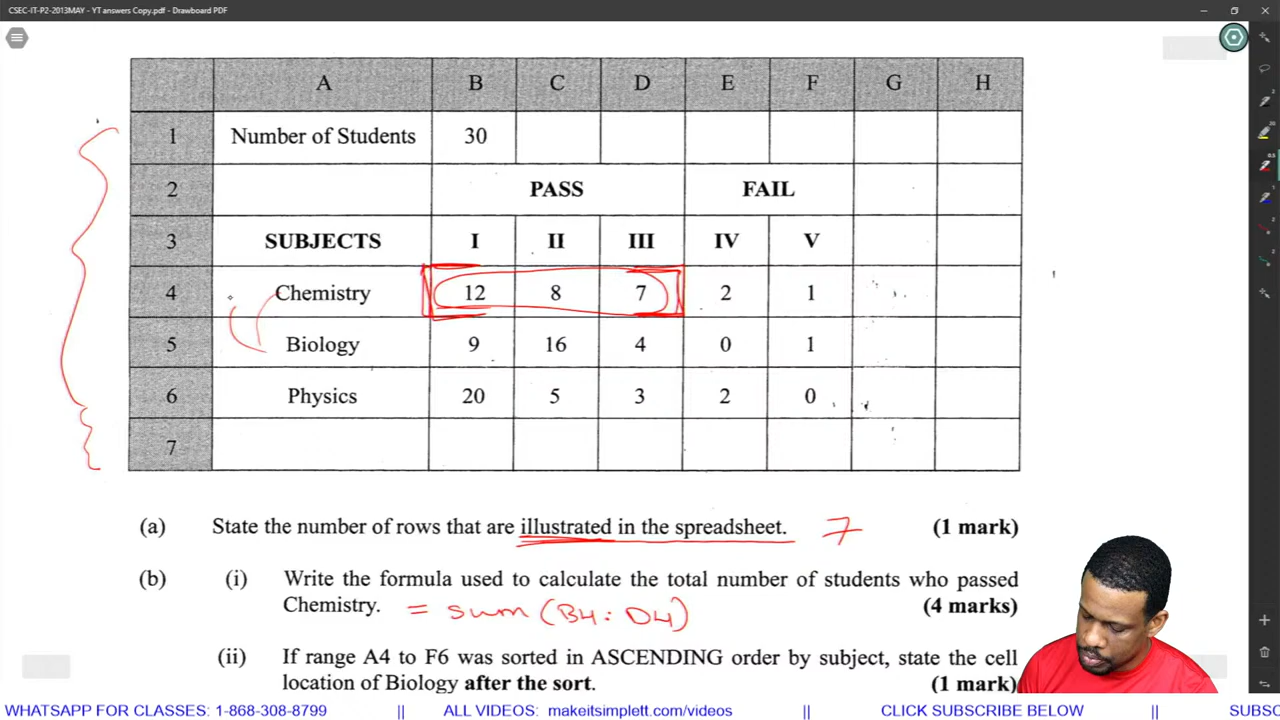 CSEC-IT-P2-2013MAY - YT answers Copy.pdf - Drawboard PDF
A B C D E F G H
1 Number of Students 30
2 PASS FAIL
3 SUBJECTS I II III IV V
4 Chemistry 12 8 7 2 1
5 Biology 9 16 4 0 1
6 Physics 20 5 3 2 0
7
(a) State the number of rows that are illustrated in the spreadsheet. 7 (1 mark)
(b) (i) Write the formula used to calculate the total number of students who passed
Chemistry. = sum (B4: D4) (4 marks)
(ii) If range A4 to F6 was sorted in ASCENDING order by subject, state the cell
location of Biology after the sort. (1 mark)
WHATSAPP FOR CLASSES: 1-868-308-8799 || ALL VIDEOS: makeitsimplett.com/videos || CLICK SUBSCRIBE BELOW || SUBSC